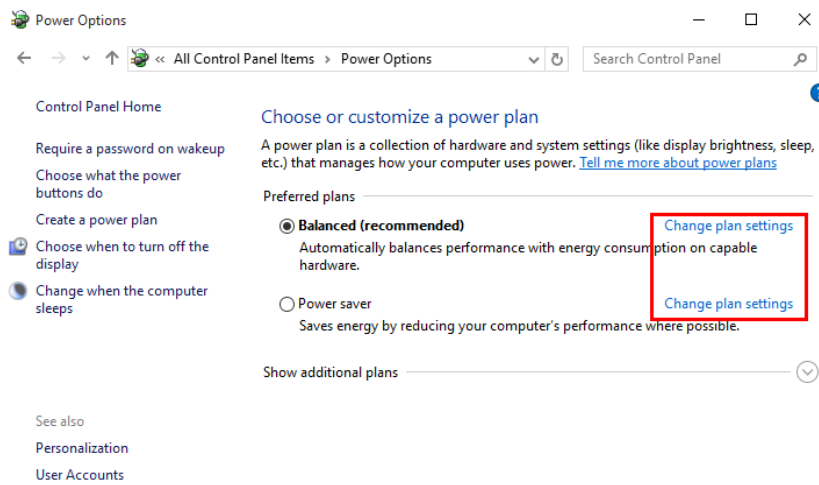 Power Options
« All Control Panel Items › Power Options
Search Control Panel
Control Panel Home
Require a password on wakeup
Choose what the power
buttons do
Create a power plan
Choose when to turn off the
display
Change when the computer
sleeps
See also
Personalization
User Accounts
Choose or customize a power plan
A power plan is a collection of hardware and system settings (like display brightness, sleep,
etc.) that manages how your computer uses power. Tell me more about power plans
Preferred plans
Balanced (recommended) Change plan settings
Automatically balances performance with energy consumption on capable
hardware.
Power saver Change plan settings
Saves energy by reducing your computer's performance where possible.
Show additional plans